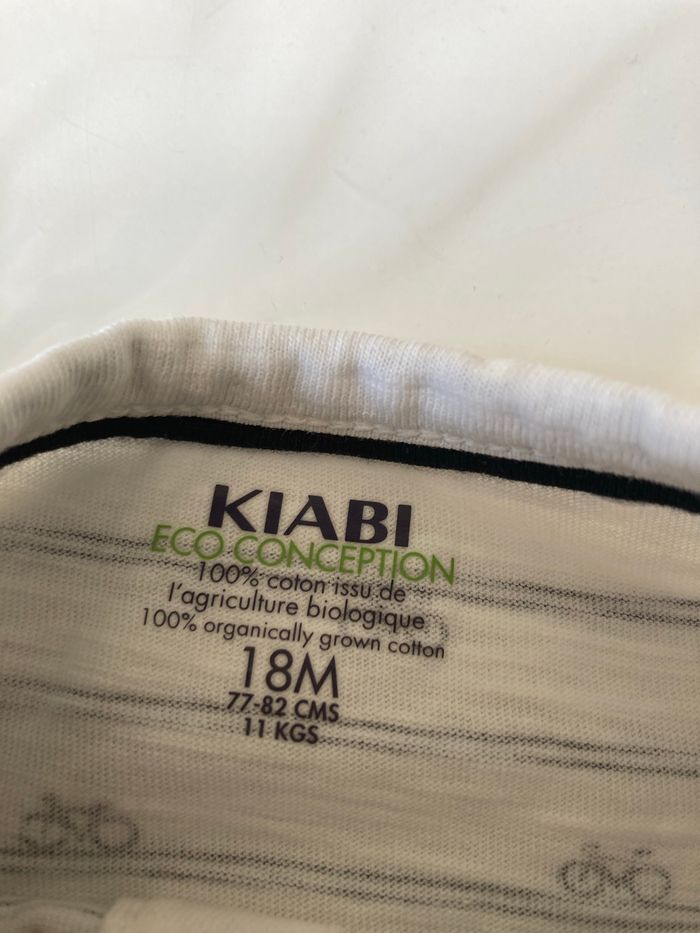 KIABI
ECO CONCEPTION
100% coton issu de
l'agriculture biologique
100% organically grown cotton
18M
77-82 CMS
11 KGS